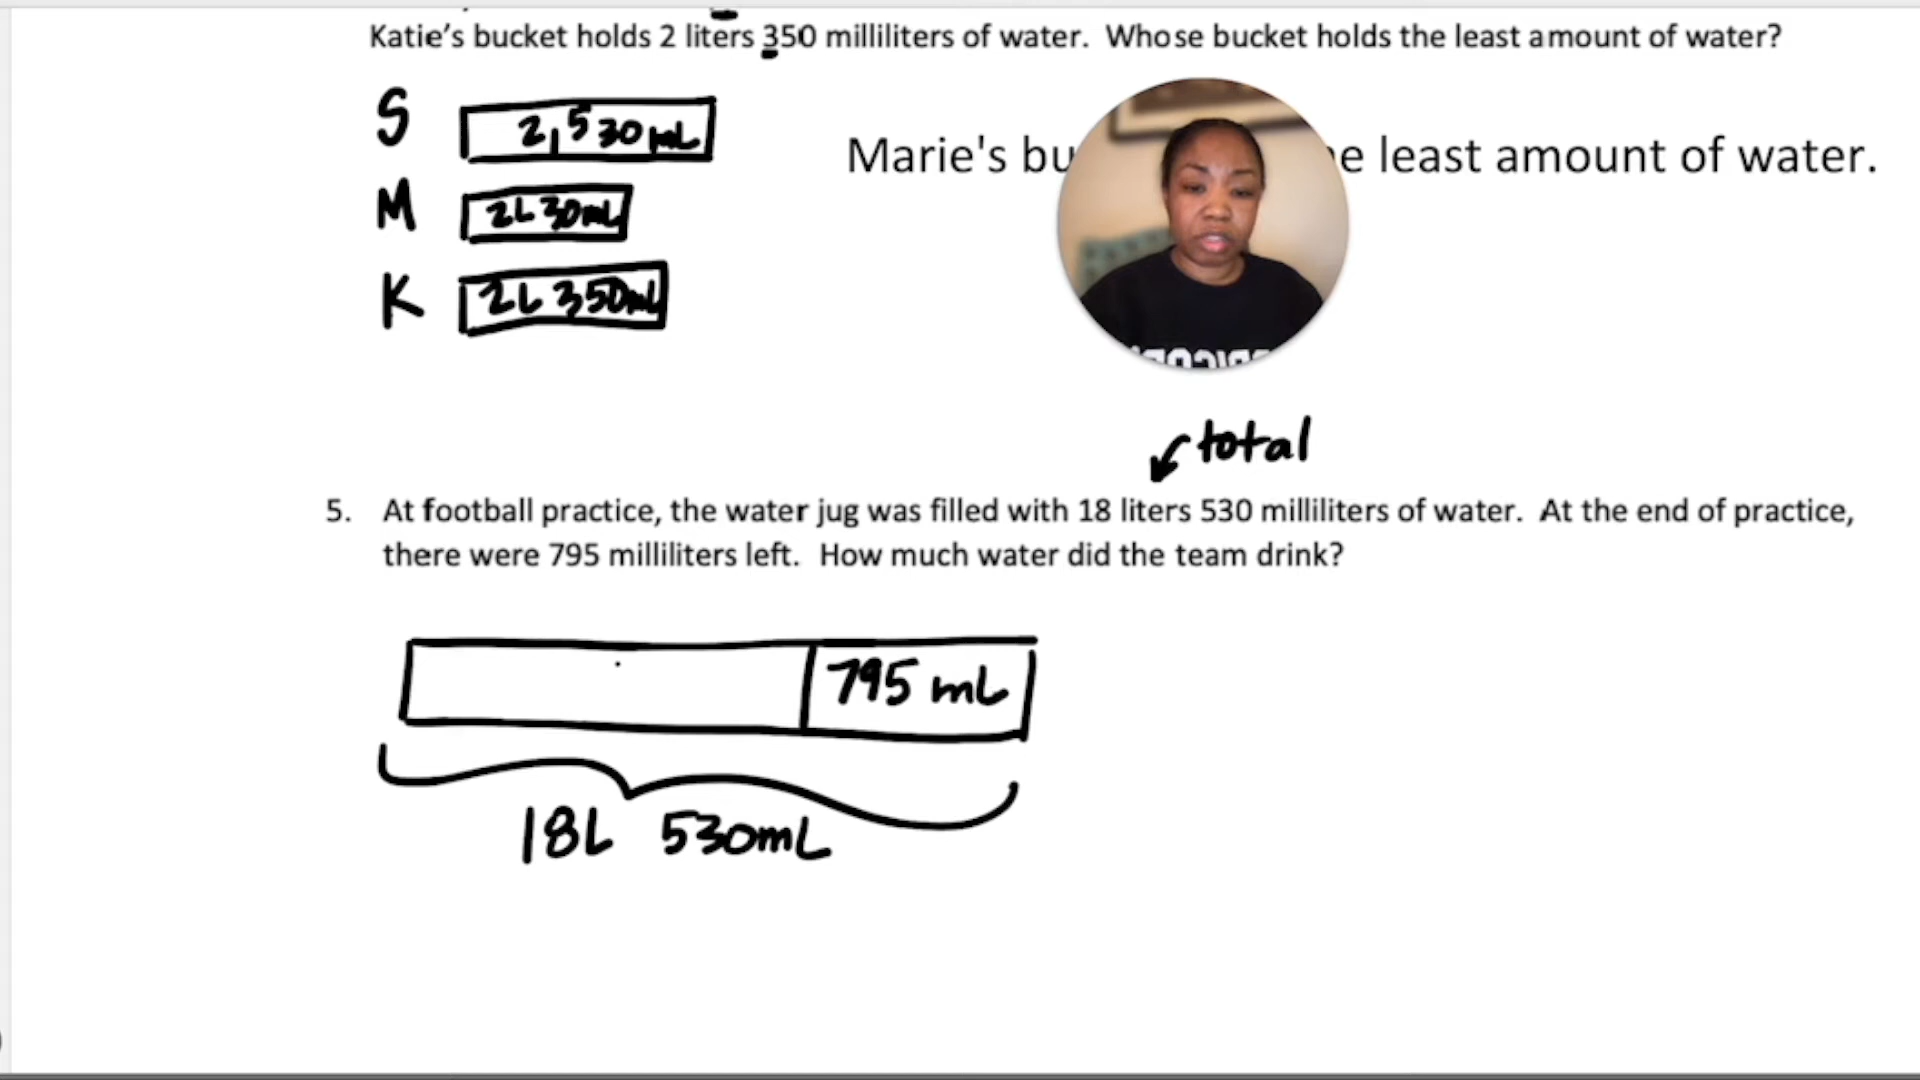 Katie's bucket holds 2 liters 350 milliliters of water. Whose bucket holds the least amount of water?
S 2,530mL
Marie's bu e least amount of water.
M 2L 30mL
K 2L 350mL
total
5. At football practice, the water jug was filled with 18 liters 530 milliliters of water. At the end of practice,
there were 795 milliliters left. How much water did the team drink?
795 mL
18L 530mL